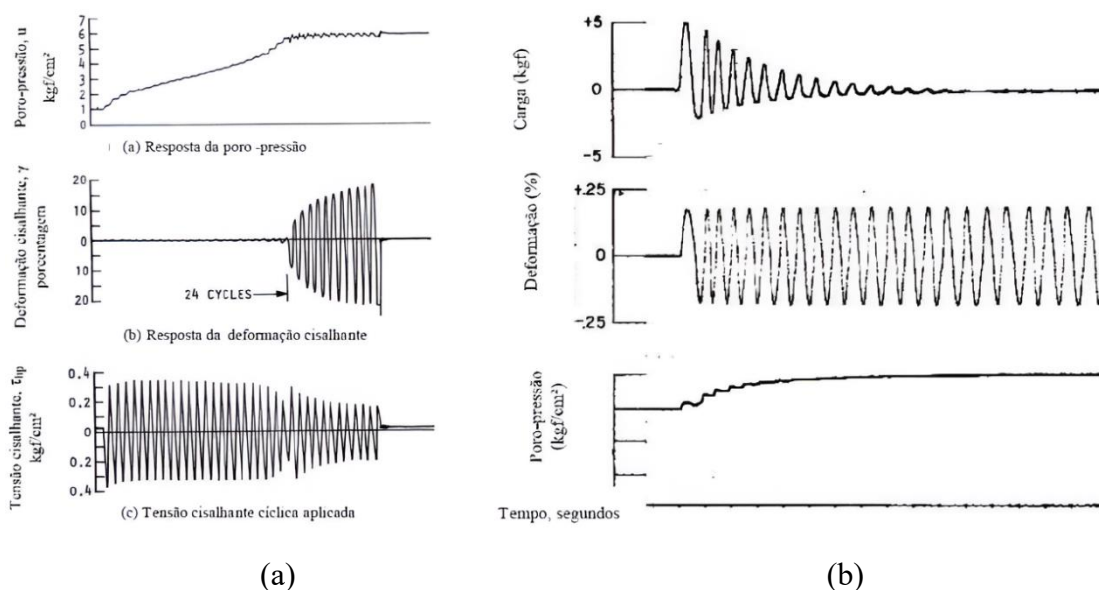 Poro-pressão, u
kgf/cm²
7
6
5
4
3
2
1
0
(a) Resposta da poro -pressão
Deformação cisalhante, γ
porcentagem
20
10
0
10
20
24 CYCLES
(b) Resposta da deformação cisalhante
Tensão cisalhante, τhp
kgf/cm²
0.4
0.2
0
0.2
0.4
(c) Tensão cisalhante cíclica aplicada
(a)
Carga (kgf)
+5
0
-5
Deformação (%)
+.25
0
-.25
Poro-pressão
(kgf/cm²)
Tempo, segundos
(b)